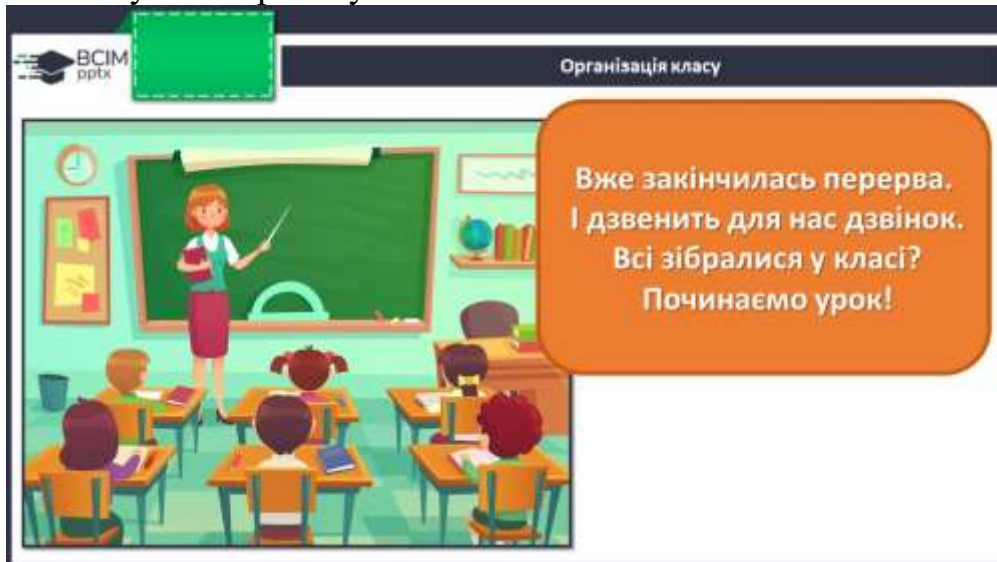 ВСІМ
pptx
Організація класу
Вже закінчилась перерва.
І дзвенить для нас дзвінок.
Всі зібралися у класі?
Починаємо урок!